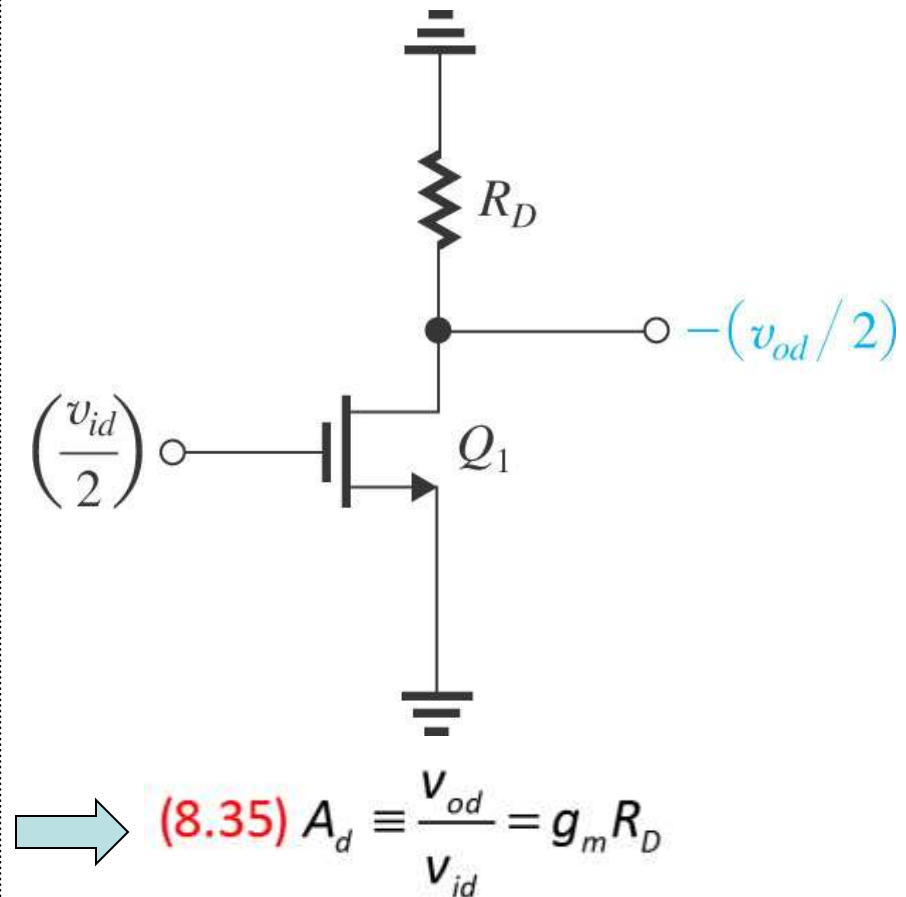 R_D
−(v_od / 2)
(v_id / 2)
Q_1
(8.35) A_d ≡ v_od / v_id = g_m R_D